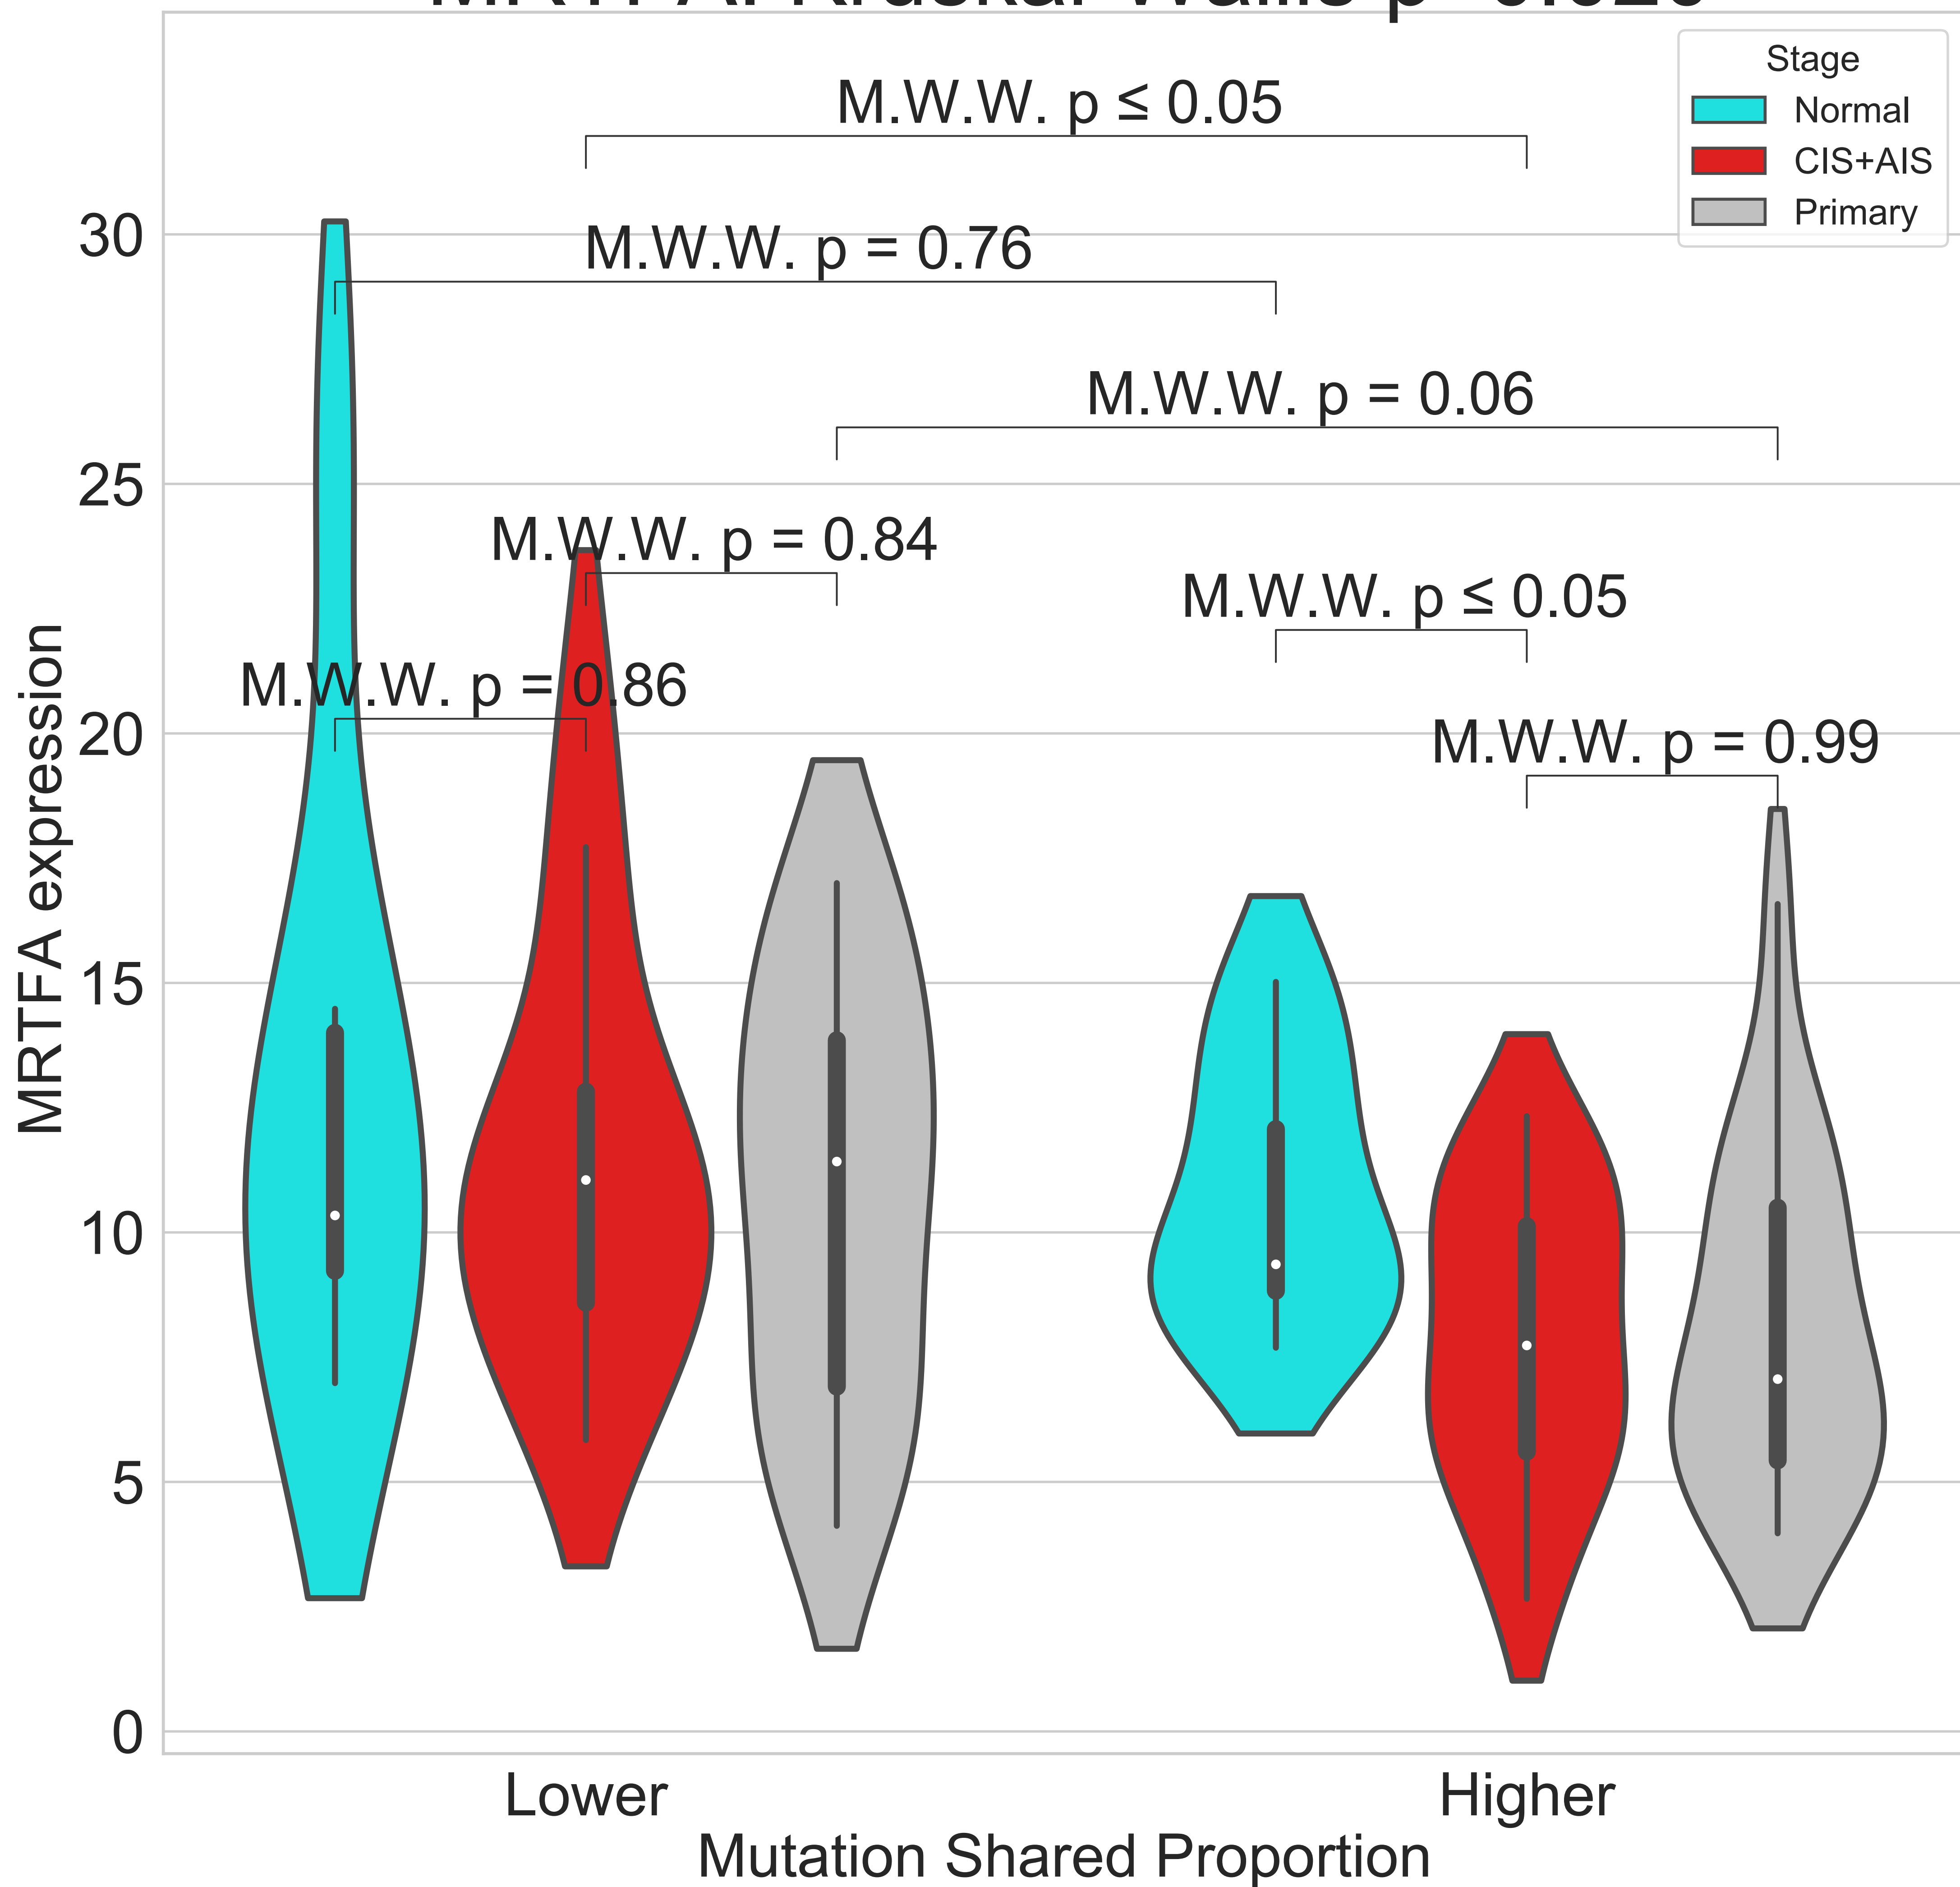 Stage
Normal
CIS+AIS
Primary
M.W.W. p ≤ 0.05
M.W.W. p = 0.76
M.W.W. p = 0.06
M.W.W. p = 0.84
M.W.W. p ≤ 0.05
M.W.W. p = 0.86
M.W.W. p = 0.99
30
25
20
15
10
5
0
MRTFA expression
Lower
Higher
Mutation Shared Proportion